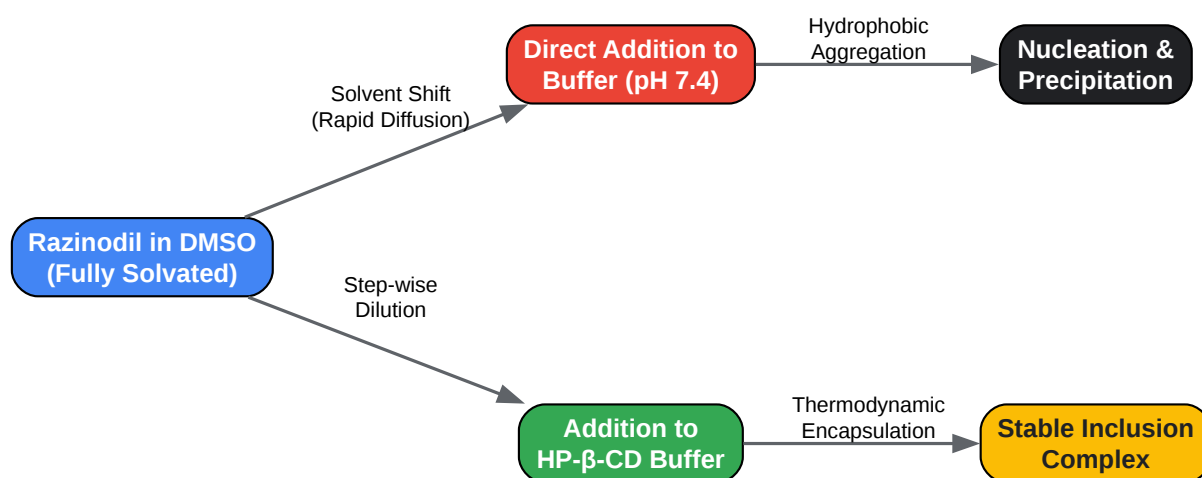 Razinodil in DMSO
(Fully Solvated)
Solvent Shift
(Rapid Diffusion)
Direct Addition to
Buffer (pH 7.4)
Hydrophobic
Aggregation
Nucleation &
Precipitation
Step-wise
Dilution
Addition to
HP-β-CD Buffer
Thermodynamic
Encapsulation
Stable Inclusion
Complex